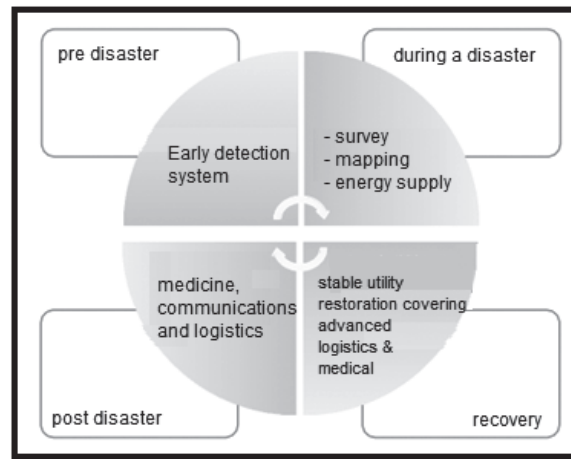 pre disaster
during a disaster
Early detection
system
- survey
- mapping
- energy supply
medicine,
communications
and logistics
stable utility
restoration covering
advanced
logistics &
medical
post disaster
recovery